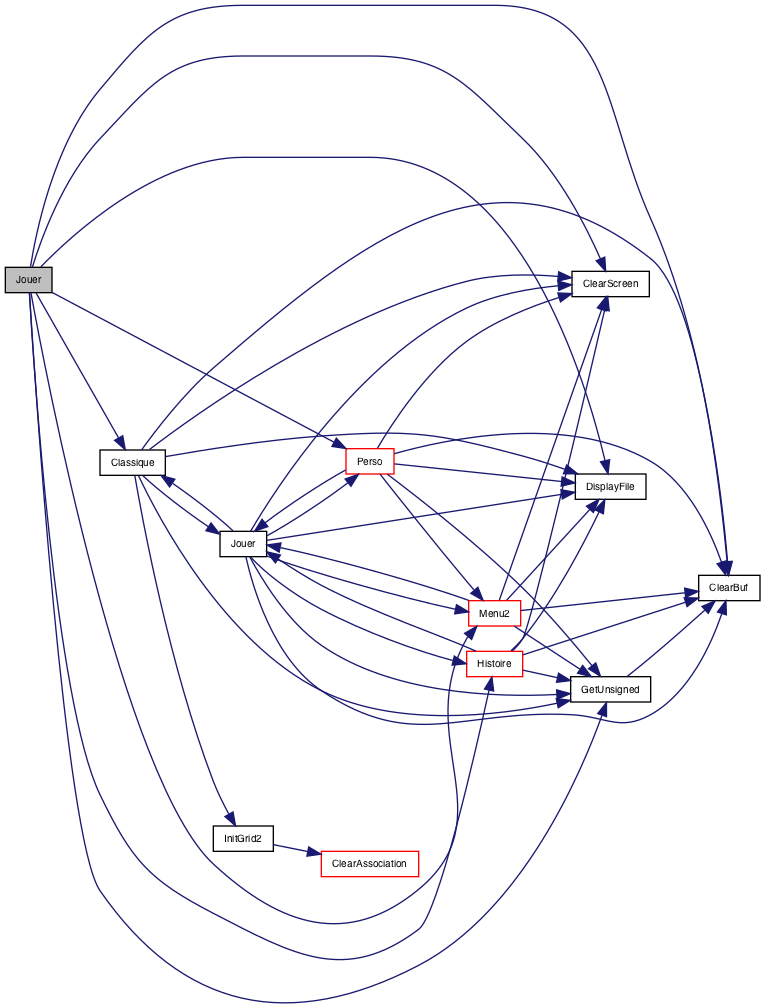 Jouer
ClearScreen
Classique
Perso
DisplayFile
Jouer
ClearBuf
Menu2
Histoire
GetUnsigned
InitGrid2
ClearAssociation